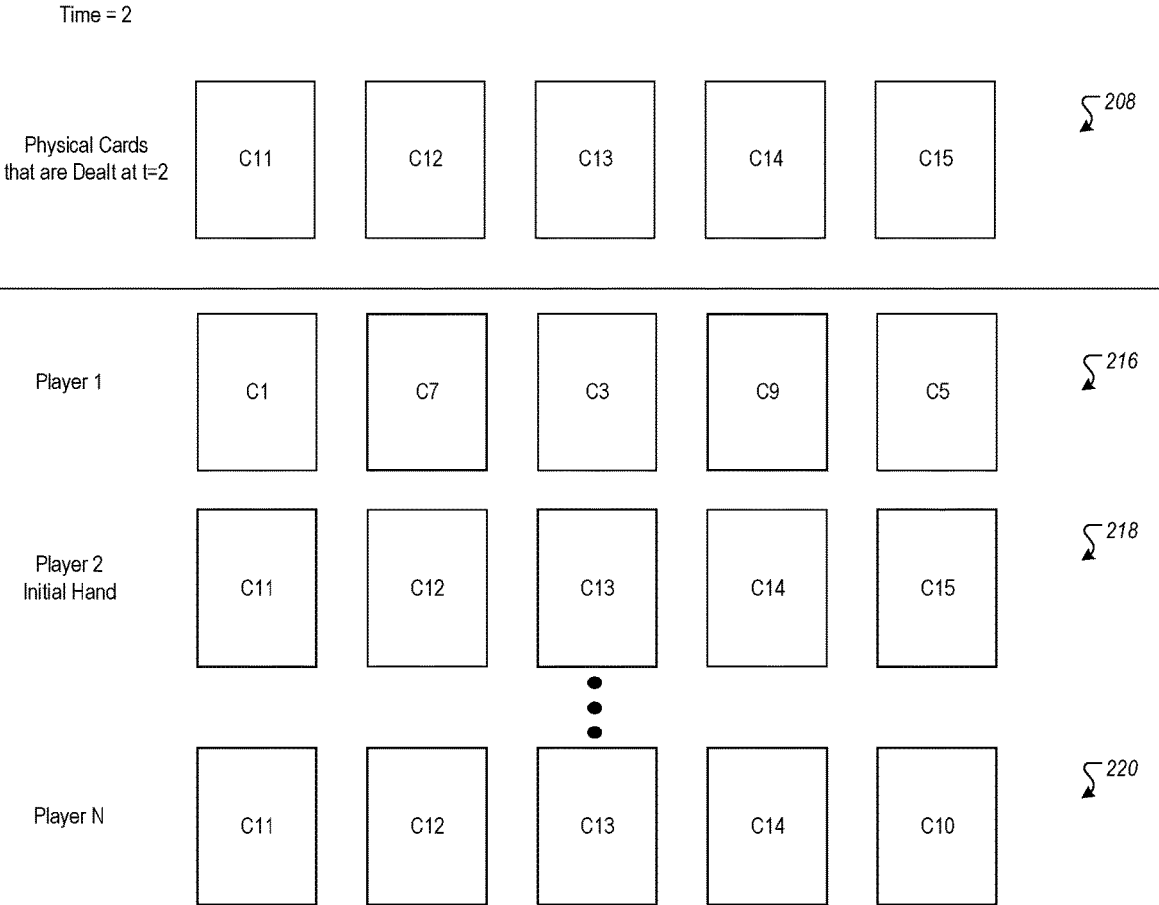 Time = 2
Physical Cards
that are Dealt at t=2
C11 C12 C13 C14 C15
208
Player 1
C1 C7 C3 C9 C5
216
Player 2
Initial Hand
C11 C12 C13 C14 C15
218
Player N
C11 C12 C13 C14 C10
220